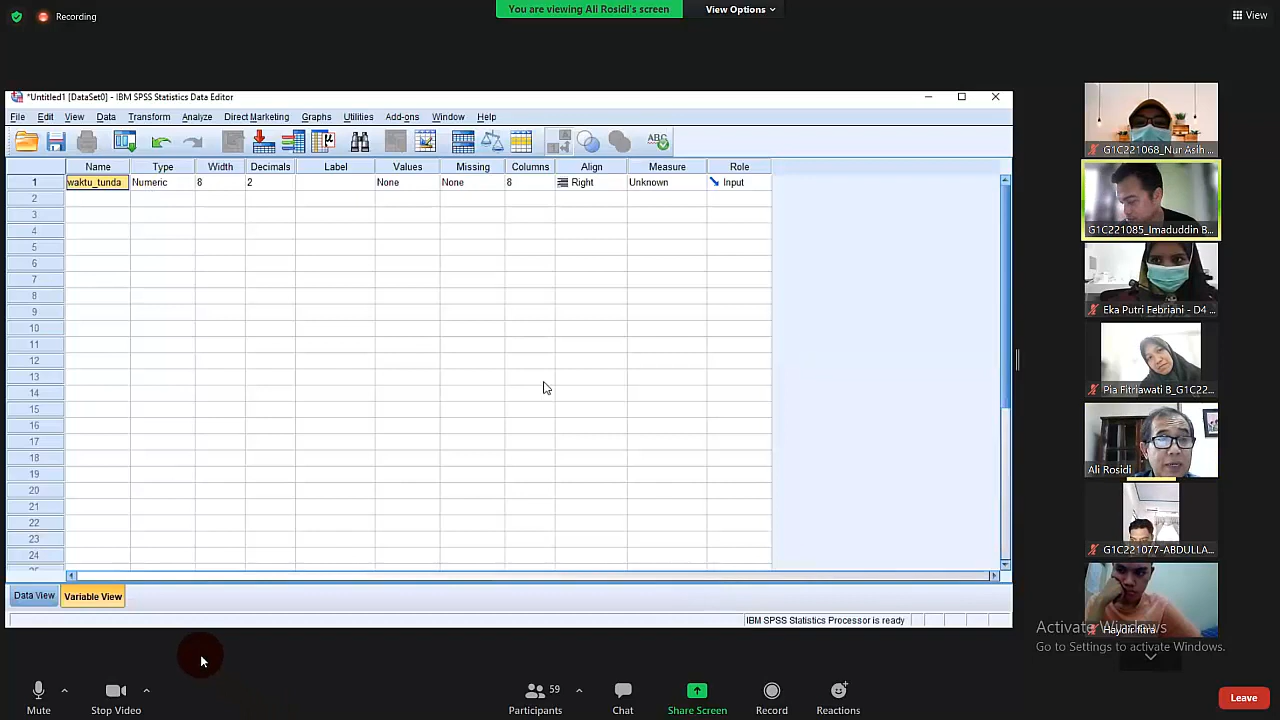 Recording
You are viewing Ali Rosidi's screen
View Options
View
*Untitled1 [DataSet0] - IBM SPSS Statistics Data Editor
File Edit View Data Transform Analyze Direct Marketing Graphs Utilities Add-ons Window Help
Name Type Width Decimals Label Values Missing Columns Align Measure Role
1 waktu_tunda Numeric 8 2 None None 8 Right Unknown Input
2
3
4
5
6
7
8
9
10
11
12
13
14
15
16
17
18
19
20
21
22
23
24
Data View Variable View
IBM SPSS Statistics Processor is ready
G1C221068_Nur Asih ...
G1C221085_Imaduddin B...
Eka Putri Febriani - D4 ...
Pia Fitriawati B_G1C22...
Ali Rosidi
G1C221077-ABDULLA...
Activate Windows
Go to Settings to activate Windows.
Mute
Stop Video
59
Participants
Chat
Share Screen
Record
Reactions
Leave